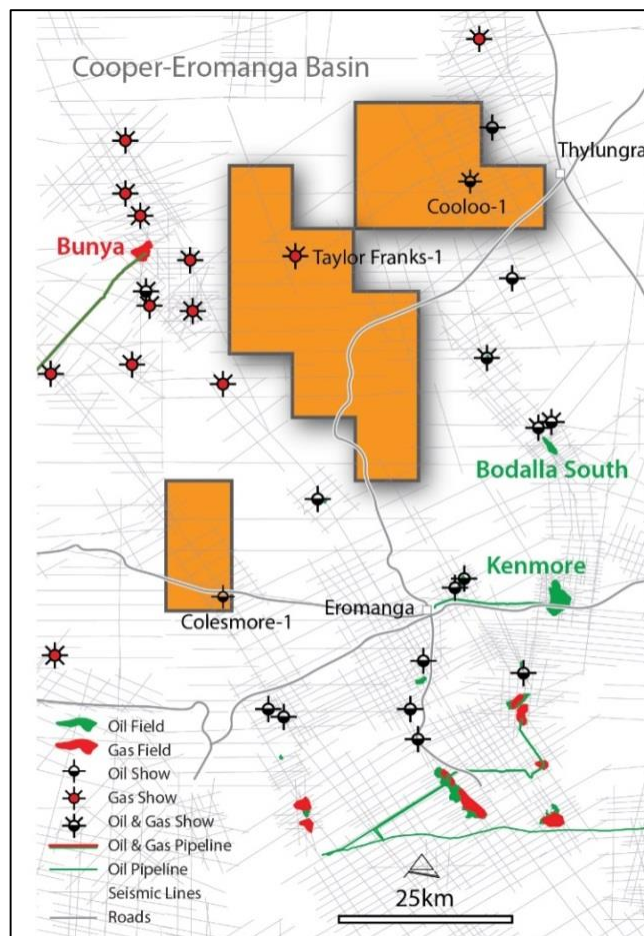 Cooper-Eromanga Basin
Thylungra
Cooloo-1
Bunya
Taylor Franks-1
Bodalla South
Kenmore
Eromanga
Colesmore-1
Oil Field
Gas Field
Oil Show
Gas Show
Oil & Gas Show
Oil & Gas Pipeline
Oil Pipeline
Seismic Lines
Roads
25km